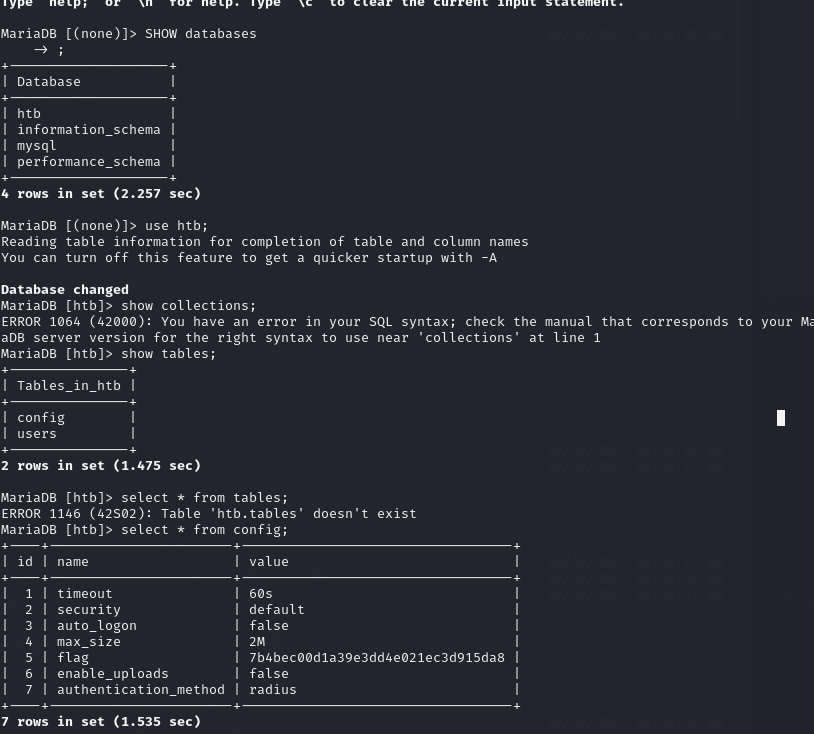 Type 'help;' or '\h' for help. Type '\c' to clear the current input statement.
MariaDB [(none)]> SHOW databases
    -> ;
+--------------------+
| Database           |
+--------------------+
| htb                |
| information_schema |
| mysql              |
| performance_schema |
+--------------------+
4 rows in set (2.257 sec)
MariaDB [(none)]> use htb;
Reading table information for completion of table and column names
You can turn off this feature to get a quicker startup with -A
Database changed
MariaDB [htb]> show collections;
ERROR 1064 (42000): You have an error in your SQL syntax; check the manual that corresponds to your Ma
aDB server version for the right syntax to use near 'collections' at line 1
MariaDB [htb]> show tables;
+---------------+
| Tables_in_htb |
+---------------+
| config        |
| users         |
+---------------+
2 rows in set (1.475 sec)
MariaDB [htb]> select * from tables;
ERROR 1146 (42S02): Table 'htb.tables' doesn't exist
MariaDB [htb]> select * from config;
+----+-----------------------+----------------------------------+
| id | name                  | value                            |
+----+-----------------------+----------------------------------+
|  1 | timeout               | 60s                              |
|  2 | security              | default                          |
|  3 | auto_logon            | false                            |
|  4 | max_size              | 2M                               |
|  5 | flag                  | 7b4bec00d1a39e3dd4e021ec3d915da8 |
|  6 | enable_uploads        | false                            |
|  7 | authentication_method | radius                           |
+----+-----------------------+----------------------------------+
7 rows in set (1.535 sec)